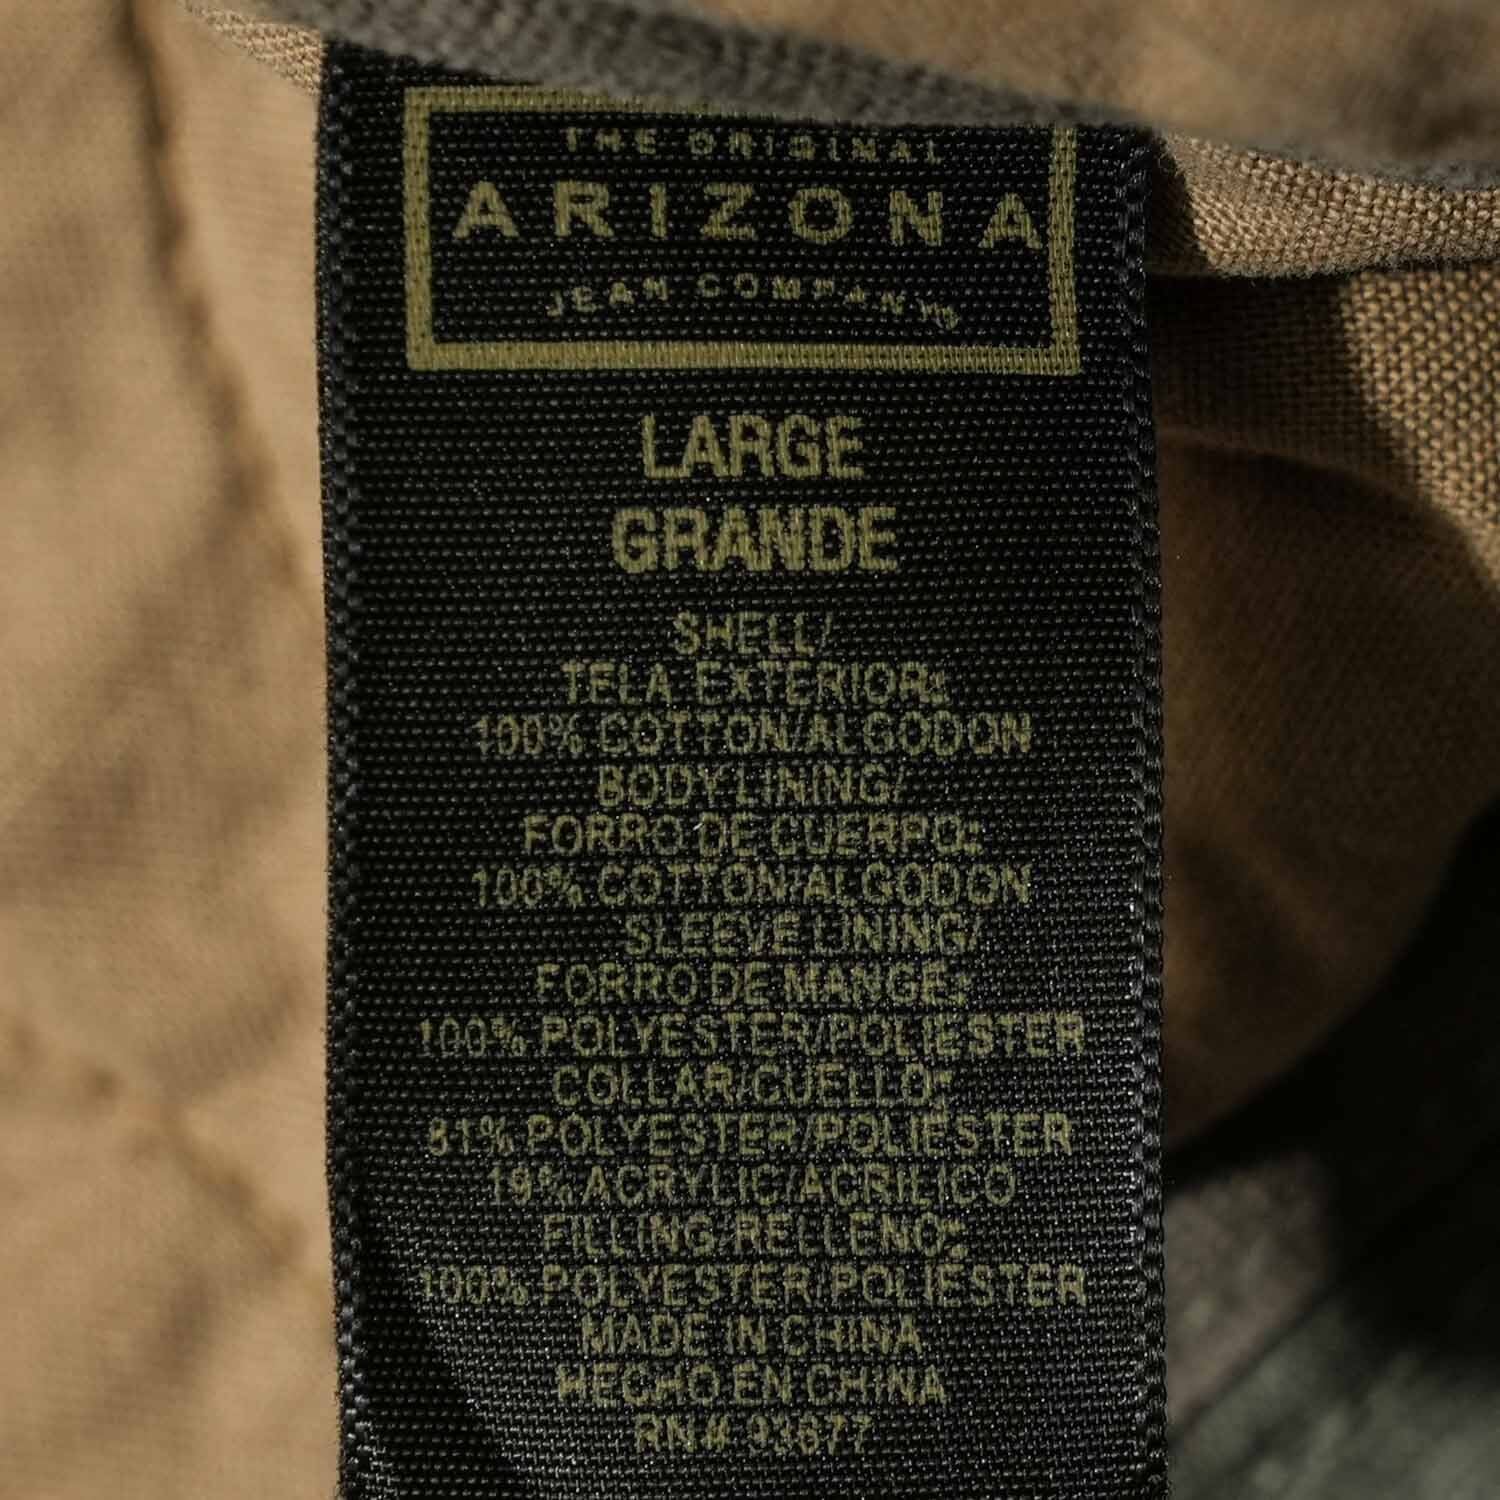 THE ORIGINAL
ARIZONA
JEAN COMPANY
LARGE
GRANDE
SHELL/
TELA EXTERIOR:
100% COTTON/ALGODON
BODY LINING/
FORRO DE CUERPO:
100% COTTON/ALGODON
SLEEVE LINING/
FORRO DE MANGE:
100% POLYESTER/POLIESTER
COLLAR/CUELLO:
81% POLYESTER/POLIESTER
19% ACRYLIC/ACRILICO
FILLING/RELLENO:
100% POLYESTER/POLIESTER
MADE IN CHINA
HECHO EN CHINA
RN# 93677